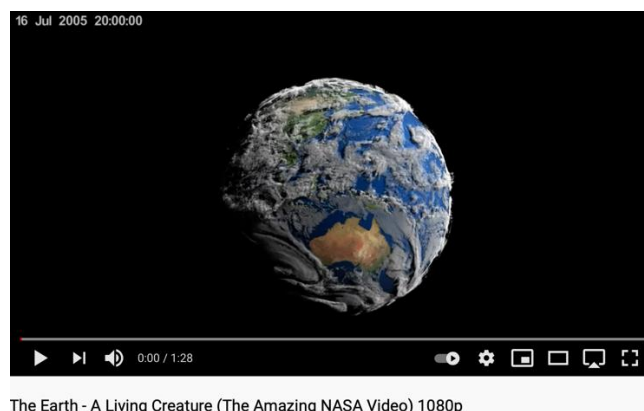 16 Jul 2005 20:00:00
0:00 / 1:28
The Earth - A Living Creature (The Amazing NASA Video) 1080p